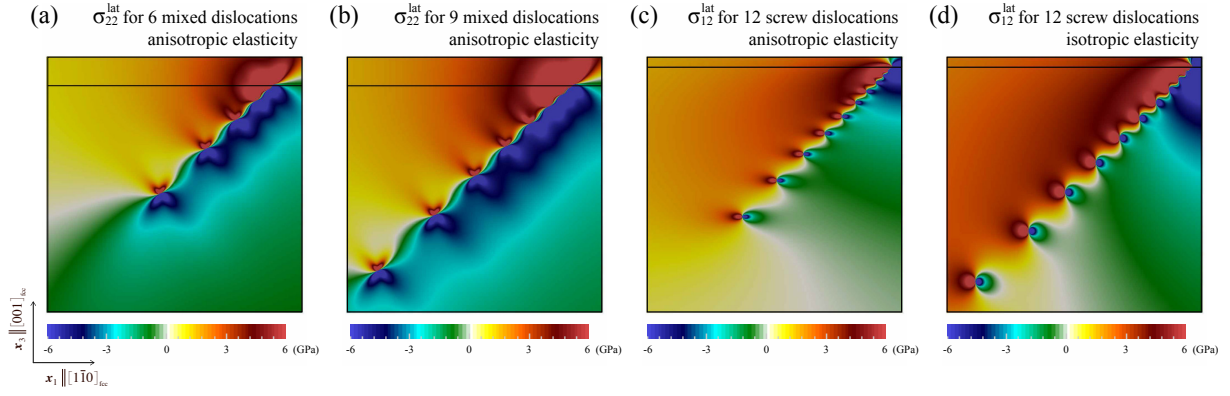 (a) σ₂₂ˡᵃᵗ for 6 mixed dislocations
anisotropic elasticity
(b) σ₂₂ˡᵃᵗ for 9 mixed dislocations
anisotropic elasticity
(c) σ₁₂ˡᵃᵗ for 12 screw dislocations
anisotropic elasticity
(d) σ₁₂ˡᵃᵗ for 12 screw dislocations
isotropic elasticity
x₃ ∥ [001]fcc
x₁ ∥ [11̄0]fcc
-6 -3 0 3 6 (GPa)
-6 -3 0 3 6 (GPa)
-6 -3 0 3 6 (GPa)
-6 -3 0 3 6 (GPa)